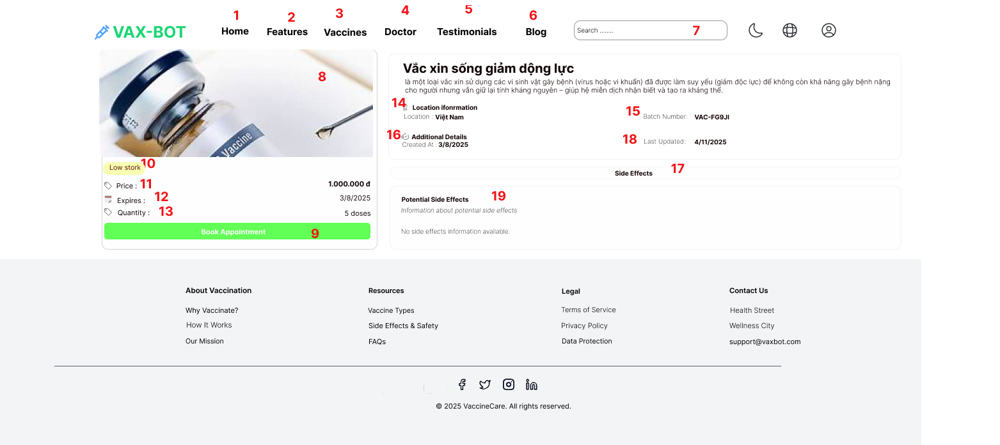 1 2 3 4 5 6
VAX-BOT Home Features Vaccines Doctor Testimonials Blog Search ........ 7
8
Vaccine
Low stork 10
Price : 11 1.000.000 đ
Expires : 12 3/8/2025
Quantity : 13 5 doses
Book Appointment 9
Vắc xin sống giảm động lực
là một loại vắc xin sử dụng các vi sinh vật gây bệnh (virus hoặc vi khuẩn) đã được làm suy yếu (giảm độc lực) để không còn khả năng gây bệnh nặng
cho người nhưng vẫn giữ lại tính kháng nguyên – giúp hệ miễn dịch nhận biết và tạo ra kháng thể.
14 Location ifonrmation
Location : Việt Nam
15 Batch Number: VAC-FG9JI
16 Additional Details
Created At : 3/8/2025
18 Last Updated: 4/11/2025
Side Effects 17
Potential Side Effects 19
Information about potential side effects
No side effects information available.
About Vaccination
Why Vaccinate?
How It Works
Our Mission
Resources
Vaccine Types
Side Effects & Safety
FAQs
Legal
Terms of Service
Privacy Policy
Data Protection
Contact Us
Health Street
Wellness City
support@vaxbot.com
© 2025 VaccineCare. All rights reserved.